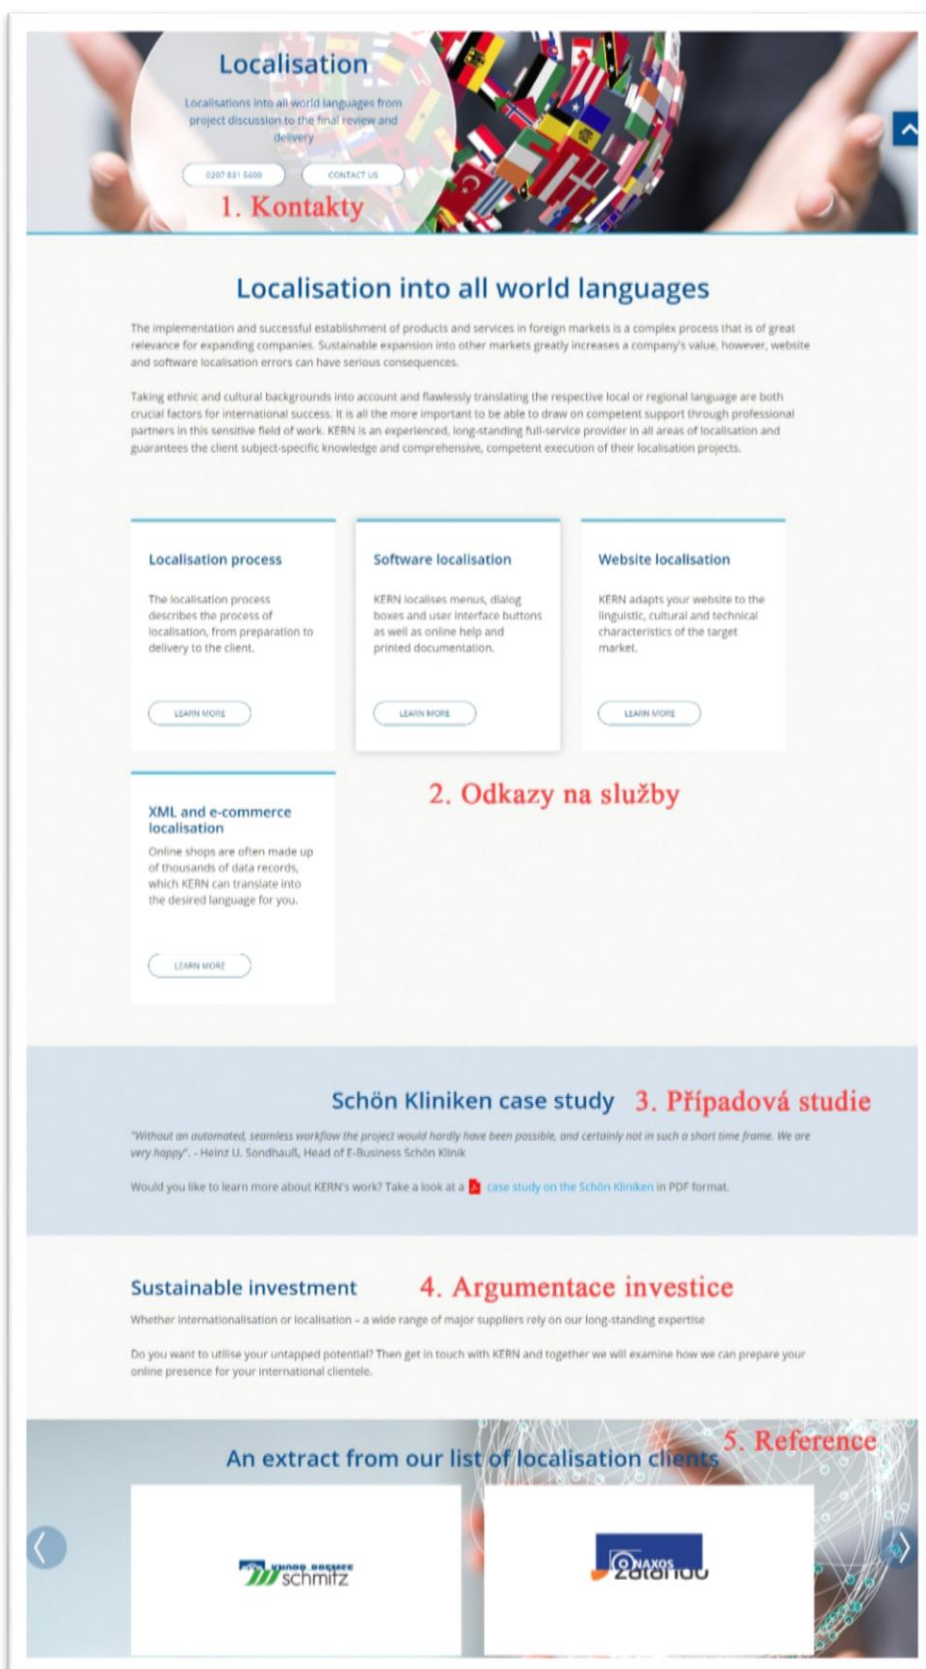 Localisation
Localisations into all world languages from
project discussion to the final review and
delivery
0207 831 5600
CONTACT US
1. Kontakty
Localisation into all world languages
The implementation and successful establishment of products and services in foreign markets is a complex process that is of great
relevance for expanding companies. Sustainable expansion into other markets greatly increases a company's value, however, website
and software localisation errors can have serious consequences.
Taking ethnic and cultural backgrounds into account and flawlessly translating the respective local or regional language are both
crucial factors for international success. It is all the more important to be able to draw on competent support through professional
partners in this sensitive field of work. KERN is an experienced, long-standing full-service provider in all areas of localisation and
guarantees the client subject-specific knowledge and comprehensive, competent execution of their localisation projects.
Localisation process
The localisation process
describes the process of
localisation, from preparation to
delivery to the client.
LEARN MORE
Software localisation
KERN localises menus, dialog
boxes and user interface buttons
as well as online help and
printed documentation.
LEARN MORE
Website localisation
KERN adapts your website to the
linguistic, cultural and technical
characteristics of the target
market.
LEARN MORE
2. Odkazy na služby
XML and e-commerce
localisation
Online shops are often made up
of thousands of data records,
which KERN can translate into
the desired language for you.
LEARN MORE
Schön Kliniken case study
3. Případová studie
"Without an automated, seamless workflow the project would hardly have been possible, and certainly not in such a short time frame. We are
very happy". - Heinz U. Sondhauß, Head of E-Business Schön Klinik
Would you like to learn more about KERN's work? Take a look at a case study on the Schön Kliniken in PDF format.
Sustainable investment
4. Argumentace investice
Whether internationalisation or localisation – a wide range of major suppliers rely on our long-standing expertise
Do you want to utilise your untapped potential? Then get in touch with KERN and together we will examine how we can prepare your
online presence for your international clientele.
5. Reference
An extract from our list of localisation clients
schmitz
NAXOS